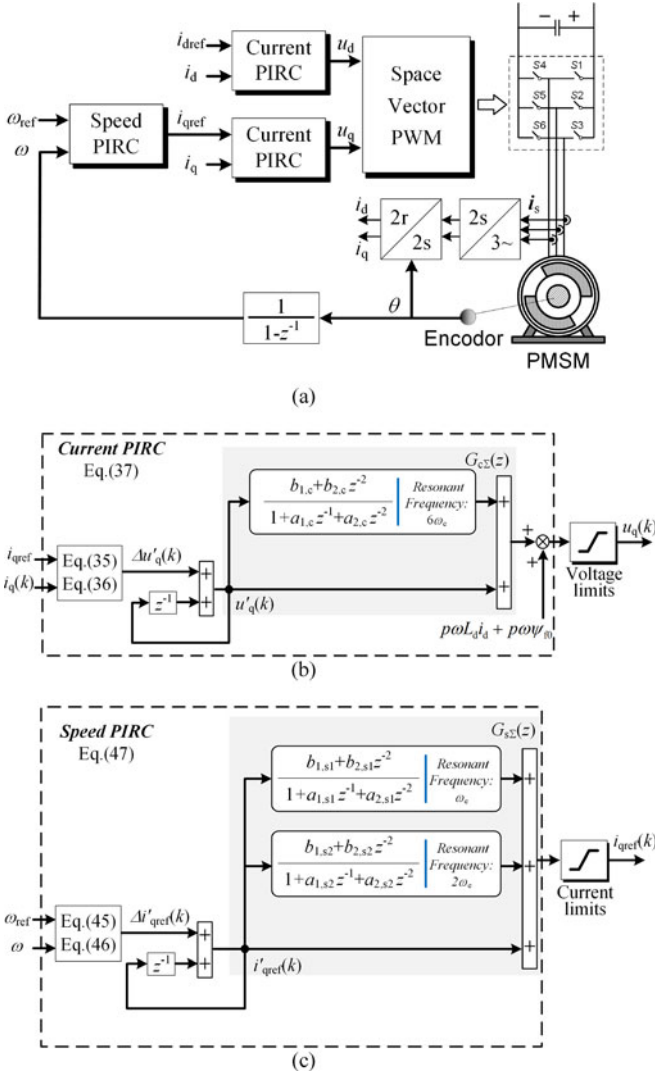 − +
i_dref
i_d
Current
PIRC
u_d
Space
Vector
PWM
S4 S1
S5 S2
S6 S3
ω_ref
ω
Speed
PIRC
i_qref
i_q
Current
PIRC
u_q
i_d
i_q
2r
2s
2s
3~
i_s
1
1-z⁻¹
θ
Encodor
PMSM
(a)
Current PIRC
Eq.(37)
G_cΣ(z)
b_1,c+b_2,c z⁻²
1+a_1,c z⁻¹+a_2,c z⁻²
Resonant
Frequency:
6ω_e
i_qref
i_q(k)
Eq.(35)
Eq.(36)
Δu'_q(k)
+
+
z⁻¹
u'_q(k)
+
+
+
+
u_q(k)
Voltage
limits
pωL_d i_d + pωψ_f0
(b)
Speed PIRC
Eq.(47)
G_sΣ(z)
b_1,s1+b_2,s1 z⁻²
1+a_1,s1 z⁻¹+a_2,s1 z⁻²
Resonant
Frequency:
ω_e
b_1,s2+b_2,s2 z⁻²
1+a_1,s2 z⁻¹+a_2,s2 z⁻²
Resonant
Frequency:
2ω_e
+
+
+
i_qref(k)
Current
limits
ω_ref
ω
Eq.(45)
Eq.(46)
Δi'_qref(k)
+
+
z⁻¹
i'_qref(k)
(c)